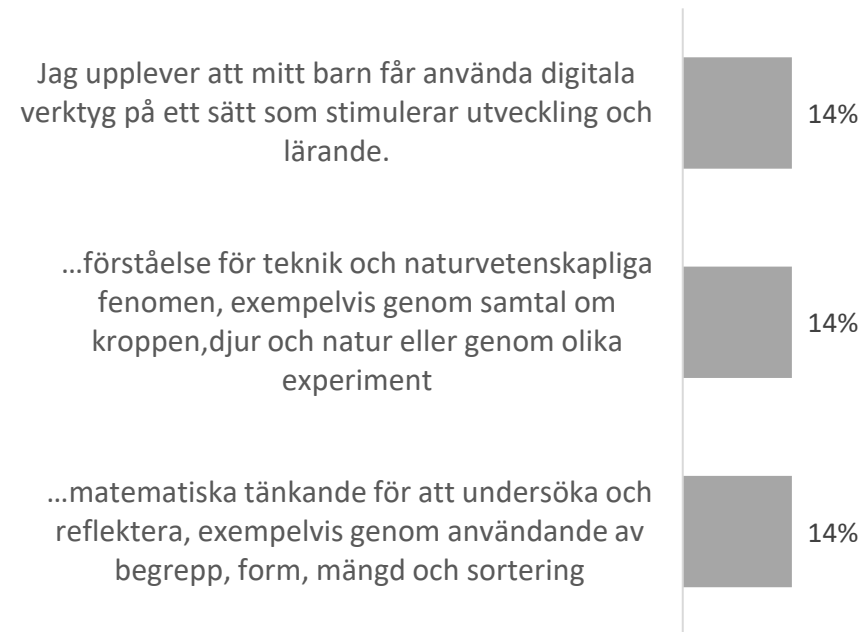 Jag upplever att mitt barn får använda digitala
verktyg på ett sätt som stimulerar utveckling och
lärande.
14%
...förståelse för teknik och naturvetenskapliga
fenomen, exempelvis genom samtal om
kroppen,djur och natur eller genom olika
experiment
14%
...matematiska tänkande för att undersöka och
reflektera, exempelvis genom användande av
begrepp, form, mängd och sortering
14%